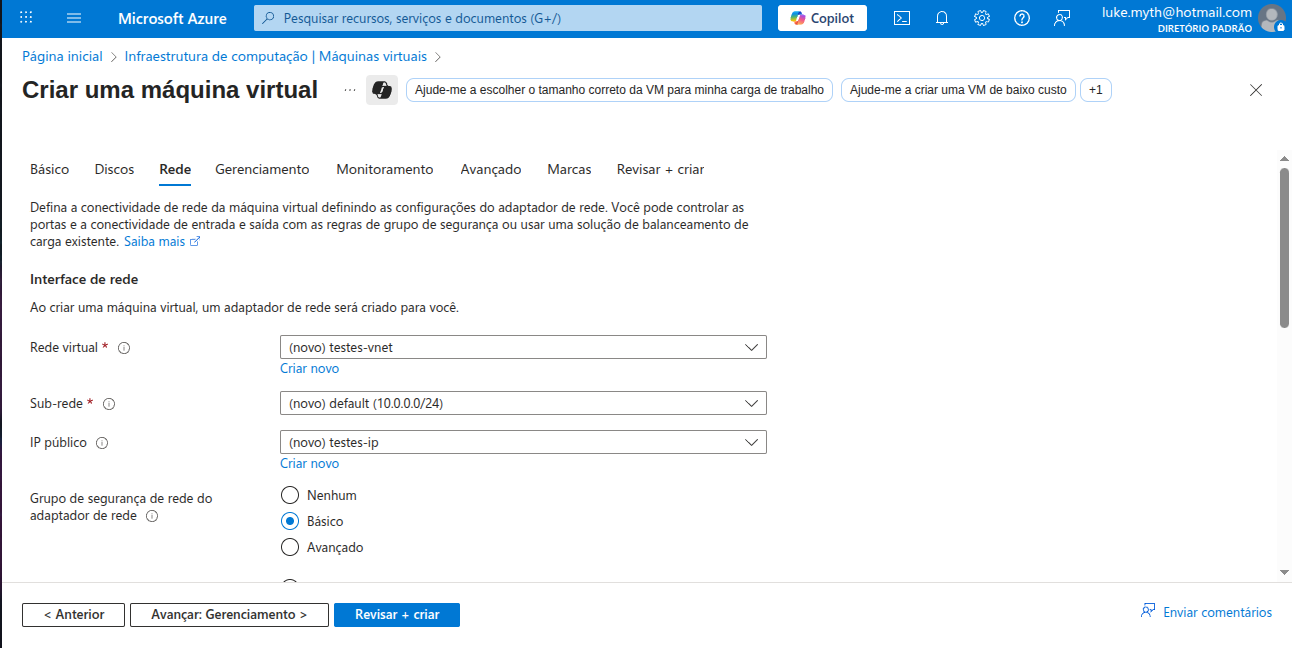 Microsoft Azure
Pesquisar recursos, serviços e documentos (G+/)
Copilot
luke.myth@hotmail.com
DIRETÓRIO PADRÃO
Página inicial > Infraestrutura de computação | Máquinas virtuais >
Criar uma máquina virtual
...
Ajude-me a escolher o tamanho correto da VM para minha carga de trabalho
Ajude-me a criar uma VM de baixo custo
+1
Básico
Discos
Rede
Gerenciamento
Monitoramento
Avançado
Marcas
Revisar + criar
Defina a conectividade de rede da máquina virtual definindo as configurações do adaptador de rede. Você pode controlar as
portas e a conectividade de entrada e saída com as regras de grupo de segurança ou usar uma solução de balanceamento de
carga existente. Saiba mais
Interface de rede
Ao criar uma máquina virtual, um adaptador de rede será criado para você.
Rede virtual *
(novo) testes-vnet
Criar novo
Sub-rede *
(novo) default (10.0.0.0/24)
IP público
(novo) testes-ip
Criar novo
Grupo de segurança de rede do
adaptador de rede
Nenhum
Básico
Avançado
< Anterior
Avançar: Gerenciamento >
Revisar + criar
Enviar comentários